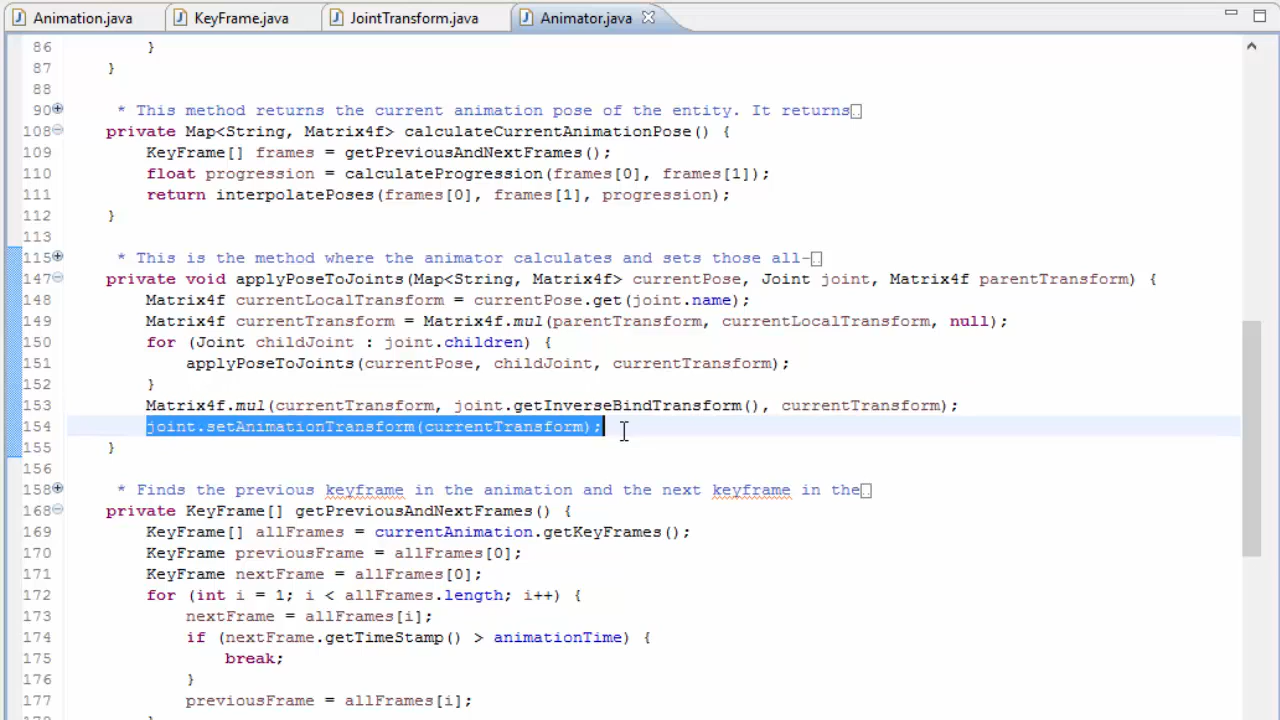 Animation.java KeyFrame.java JointTransform.java Animator.java
86 }
87 }
88
90 * This method returns the current animation pose of the entity. It returns
108 private Map<String, Matrix4f> calculateCurrentAnimationPose() {
109 KeyFrame[] frames = getPreviousAndNextFrames();
110 float progression = calculateProgression(frames[0], frames[1]);
111 return interpolatePoses(frames[0], frames[1], progression);
112 }
113
115 * This is the method where the animator calculates and sets those all-
147 private void applyPoseToJoints(Map<String, Matrix4f> currentPose, Joint joint, Matrix4f parentTransform) {
148 Matrix4f currentLocalTransform = currentPose.get(joint.name);
149 Matrix4f currentTransform = Matrix4f.mul(parentTransform, currentLocalTransform, null);
150 for (Joint childJoint : joint.children) {
151 applyPoseToJoints(currentPose, childJoint, currentTransform);
152 }
153 Matrix4f.mul(currentTransform, joint.getInverseBindTransform(), currentTransform);
154 joint.setAnimationTransform(currentTransform);
155 }
156
158 * Finds the previous keyframe in the animation and the next keyframe in the
168 private KeyFrame[] getPreviousAndNextFrames() {
169 KeyFrame[] allFrames = currentAnimation.getKeyFrames();
170 KeyFrame previousFrame = allFrames[0];
171 KeyFrame nextFrame = allFrames[0];
172 for (int i = 1; i < allFrames.length; i++) {
173 nextFrame = allFrames[i];
174 if (nextFrame.getTimeStamp() > animationTime) {
175 break;
176 }
177 previousFrame = allFrames[i];